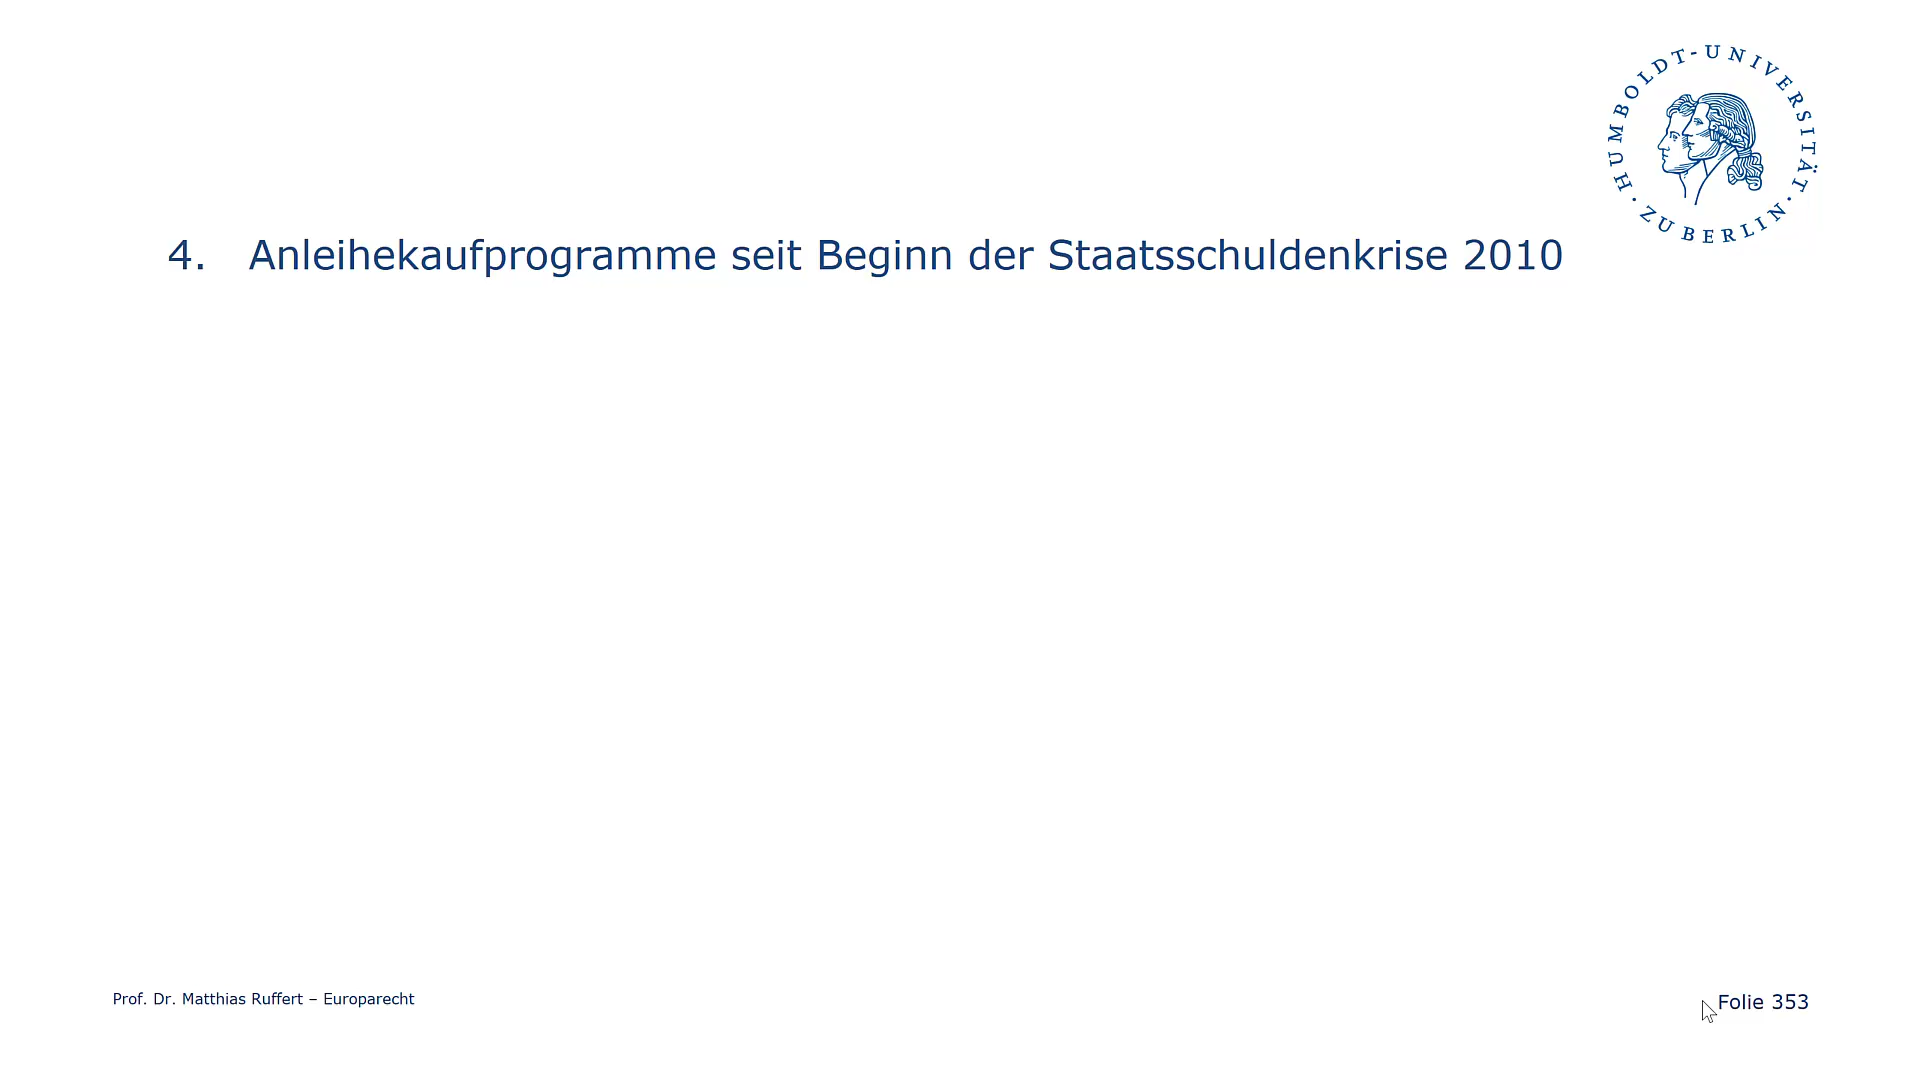 HUMBOLDT-UNIVERSITÄT · ZU BERLIN ·
4. Anleihekaufprogramme seit Beginn der Staatsschuldenkrise 2010
Prof. Dr. Matthias Ruffert – Europarecht
Folie 353